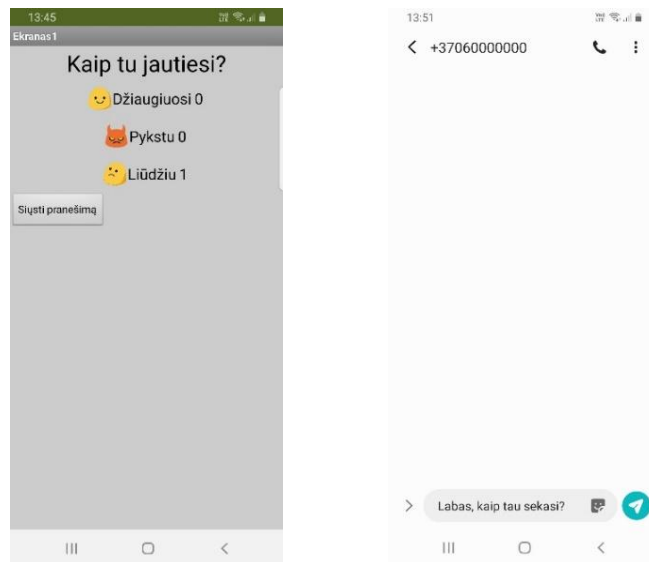 13:45
Ekranas1
Kaip tu jautiesi?
Džiaugiuosi 0
Pykstu 0
Liūdžiu 1
Siųsti pranešimą
13:51
+37060000000
Labas, kaip tau sekasi?